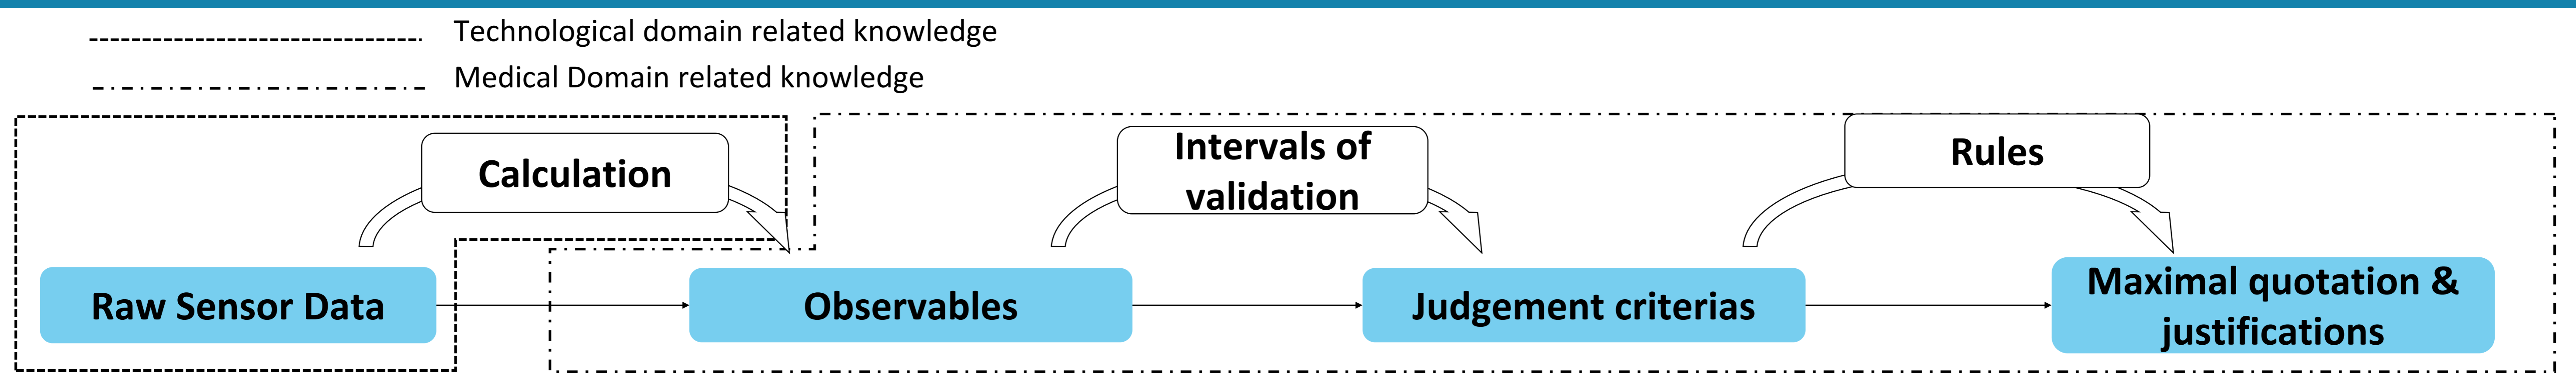 Technological domain related knowledge
Medical Domain related knowledge
Calculation
Intervals of
validation
Rules
Raw Sensor Data
Observables
Judgement criterias
Maximal quotation &
justifications